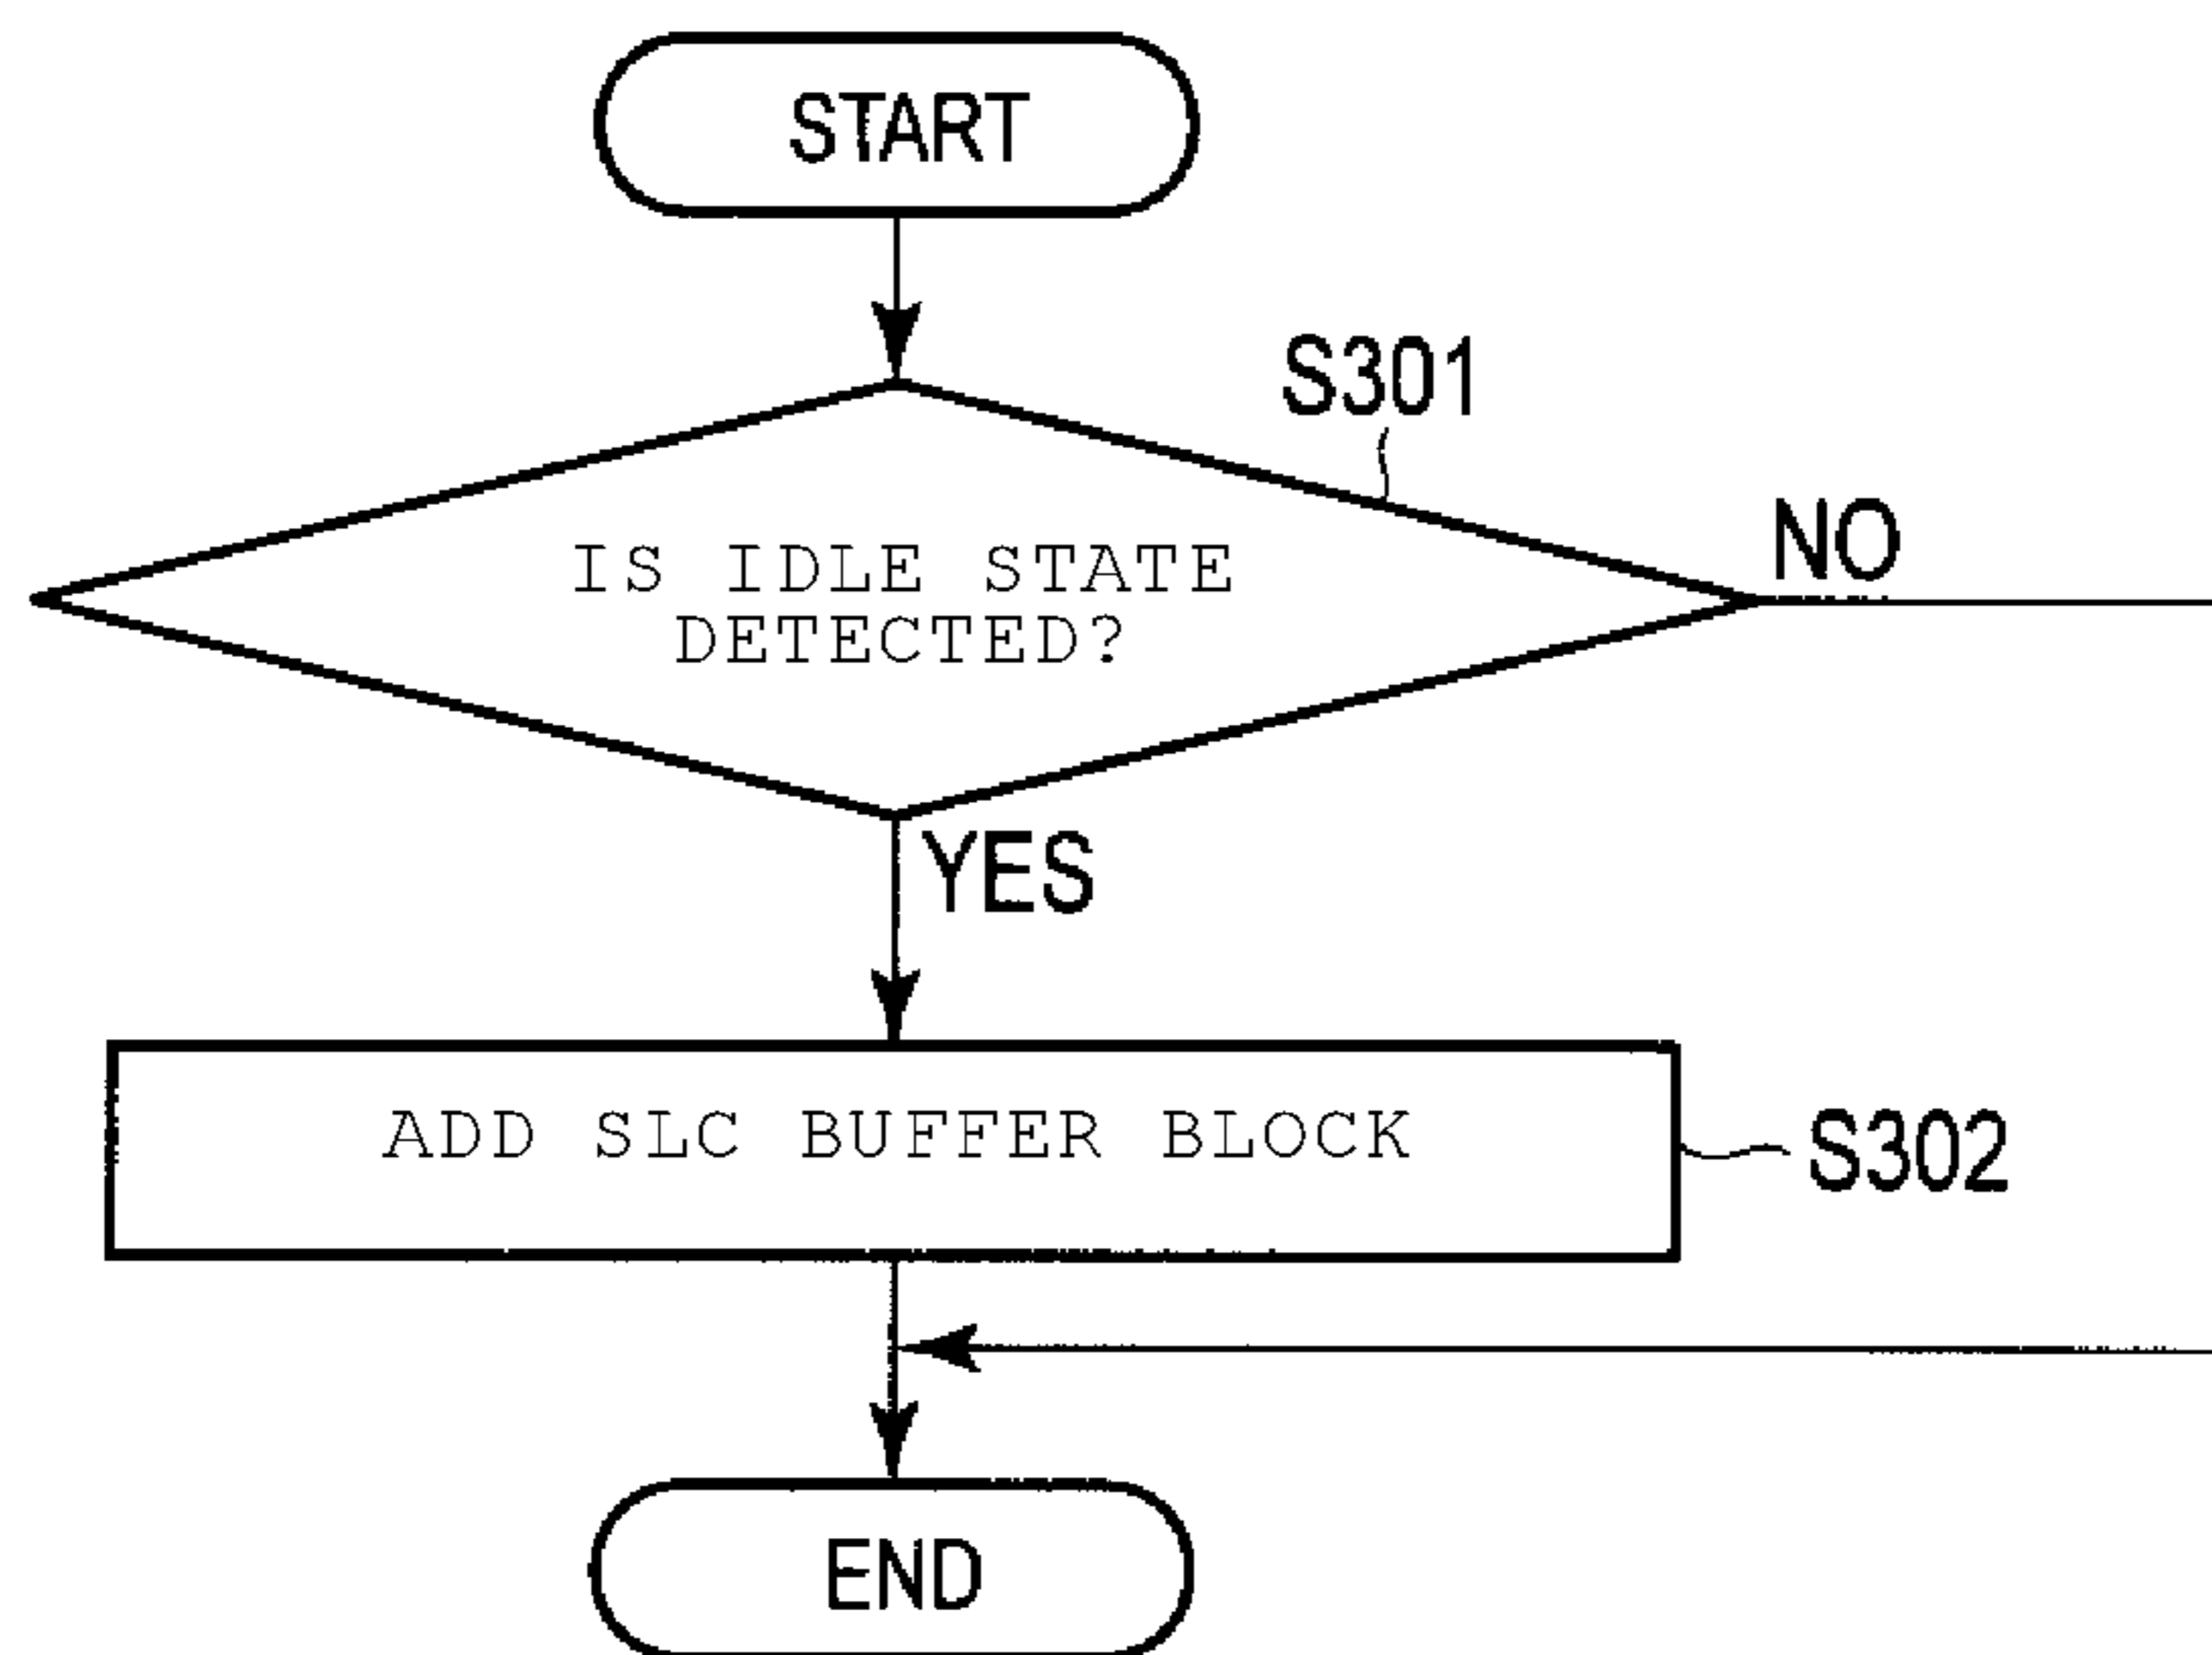 START
S301
NO
IS IDLE STATE
DETECTED?
YES
ADD SLC BUFFER BLOCK
S302
END